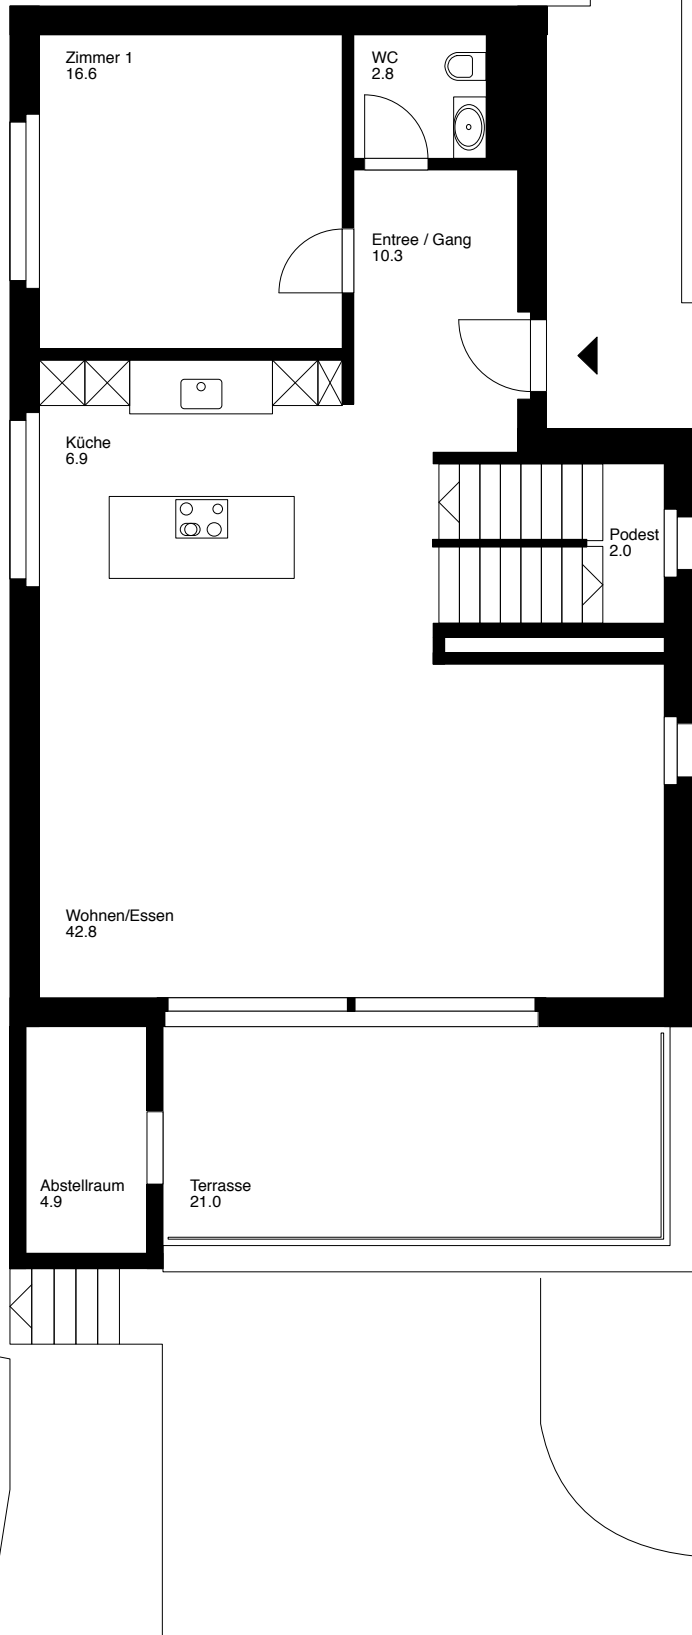 Zimmer 1
16.6
WC
2.8
Entree / Gang
10.3
Küche
6.9
Podest
2.0
Wohnen/Essen
42.8
Abstellraum
4.9
Terrasse
21.0